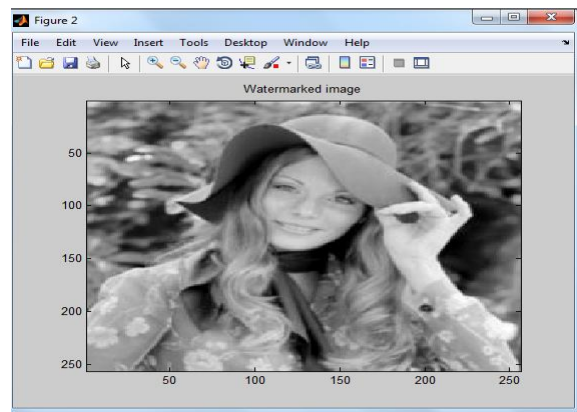 Figure 2
File Edit View Insert Tools Desktop Window Help
Watermarked image
50
100
150
200
250
50 100 150 200 250